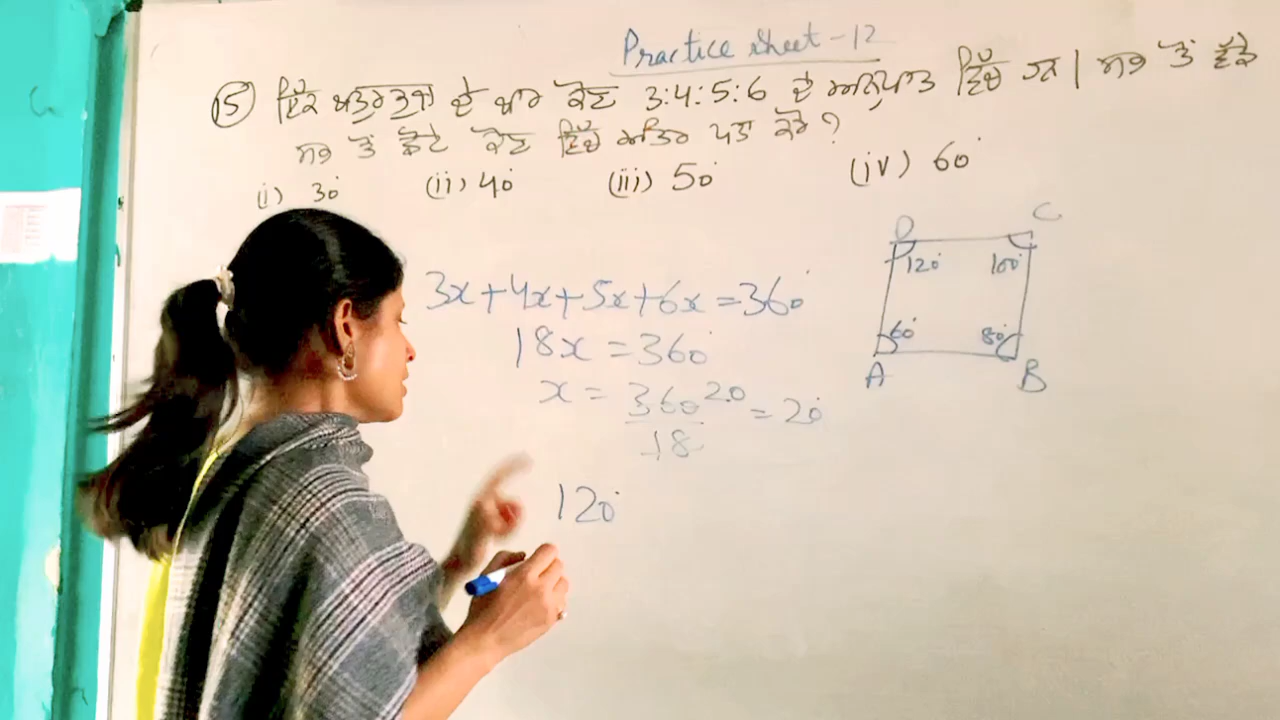 Practice sheet-12
(15) ਇੱਕ ਚਤੁਰਭੁਜ ਦੇ ਚਾਰ ਕੋਣ 3:4:5:6 ਦੇ ਅਨੁਪਾਤ ਵਿੱਚ ਹਨ। ਸਭ ਤੋਂ ਵੱਡੇ
ਸਭ ਤੋਂ ਛੋਟੇ ਕੋਣ ਵਿੱਚ ਅੰਤਰ ਪਤਾ ਕਰੋ?
(i) 30° (ii) 40° (iii) 50° (iv) 60°
D C
120° 100°
60° 80°
A B
3x+4x+5x+6x=360°
18x=360°
x = 360/18 20 = 20°
120°